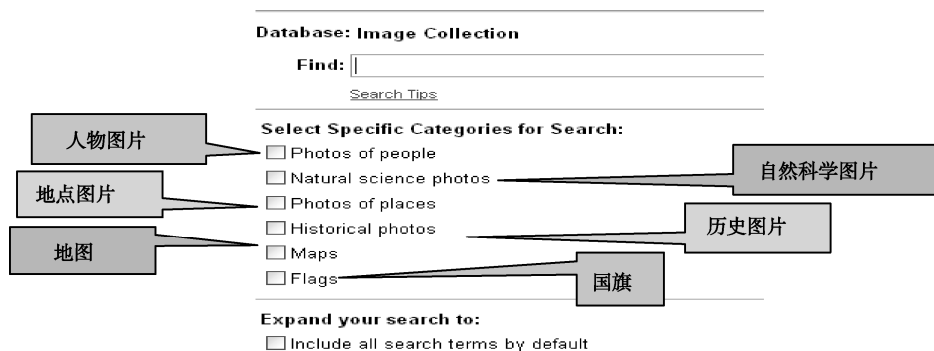 Database: Image Collection
Find:
Search Tips
Select Specific Categories for Search:
人物图片
Photos of people
Natural science photos
自然科学图片
地点图片
Photos of places
Historical photos
历史图片
地图
Maps
Flags
国旗
Expand your search to:
Include all search terms by default